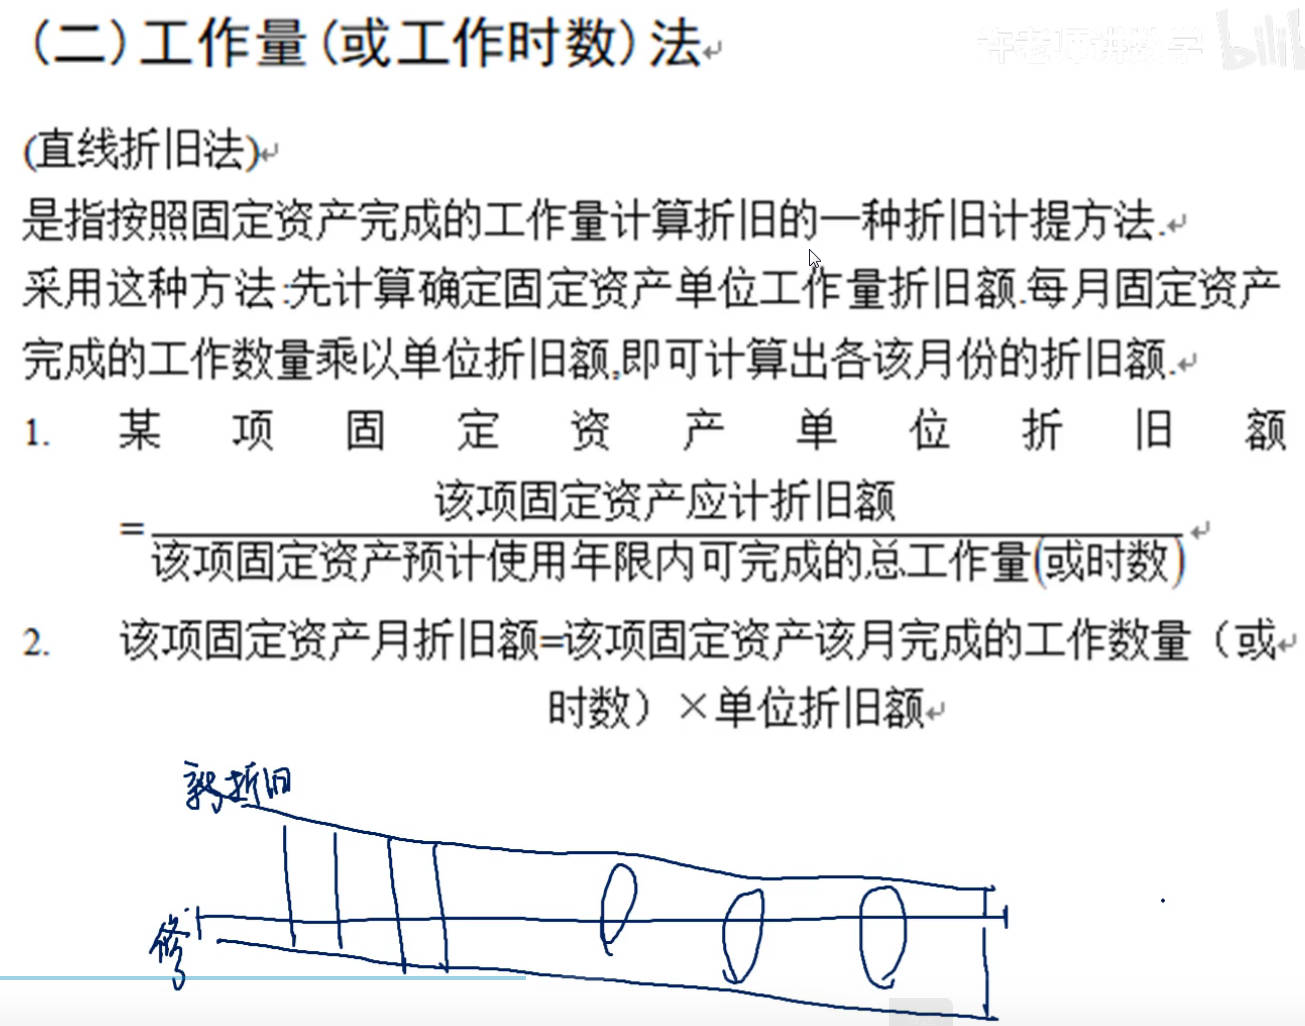 (二)工作量(或工作时数)法
许老师讲数学 bili
(直线折旧法)
是指按照固定资产完成的工作量计算折旧的一种折旧计提方法.
采用这种方法:先计算确定固定资产单位工作量折旧额.每月固定资产
完成的工作数量乘以单位折旧额,即可计算出各该月份的折旧额.
1. 某项固定资产单位折旧额
该项固定资产应计折旧额
=
该项固定资产预计使用年限内可完成的总工作量(或时数)
2. 该项固定资产月折旧额=该项固定资产该月完成的工作数量（或
时数）×单位折旧额
折旧
修